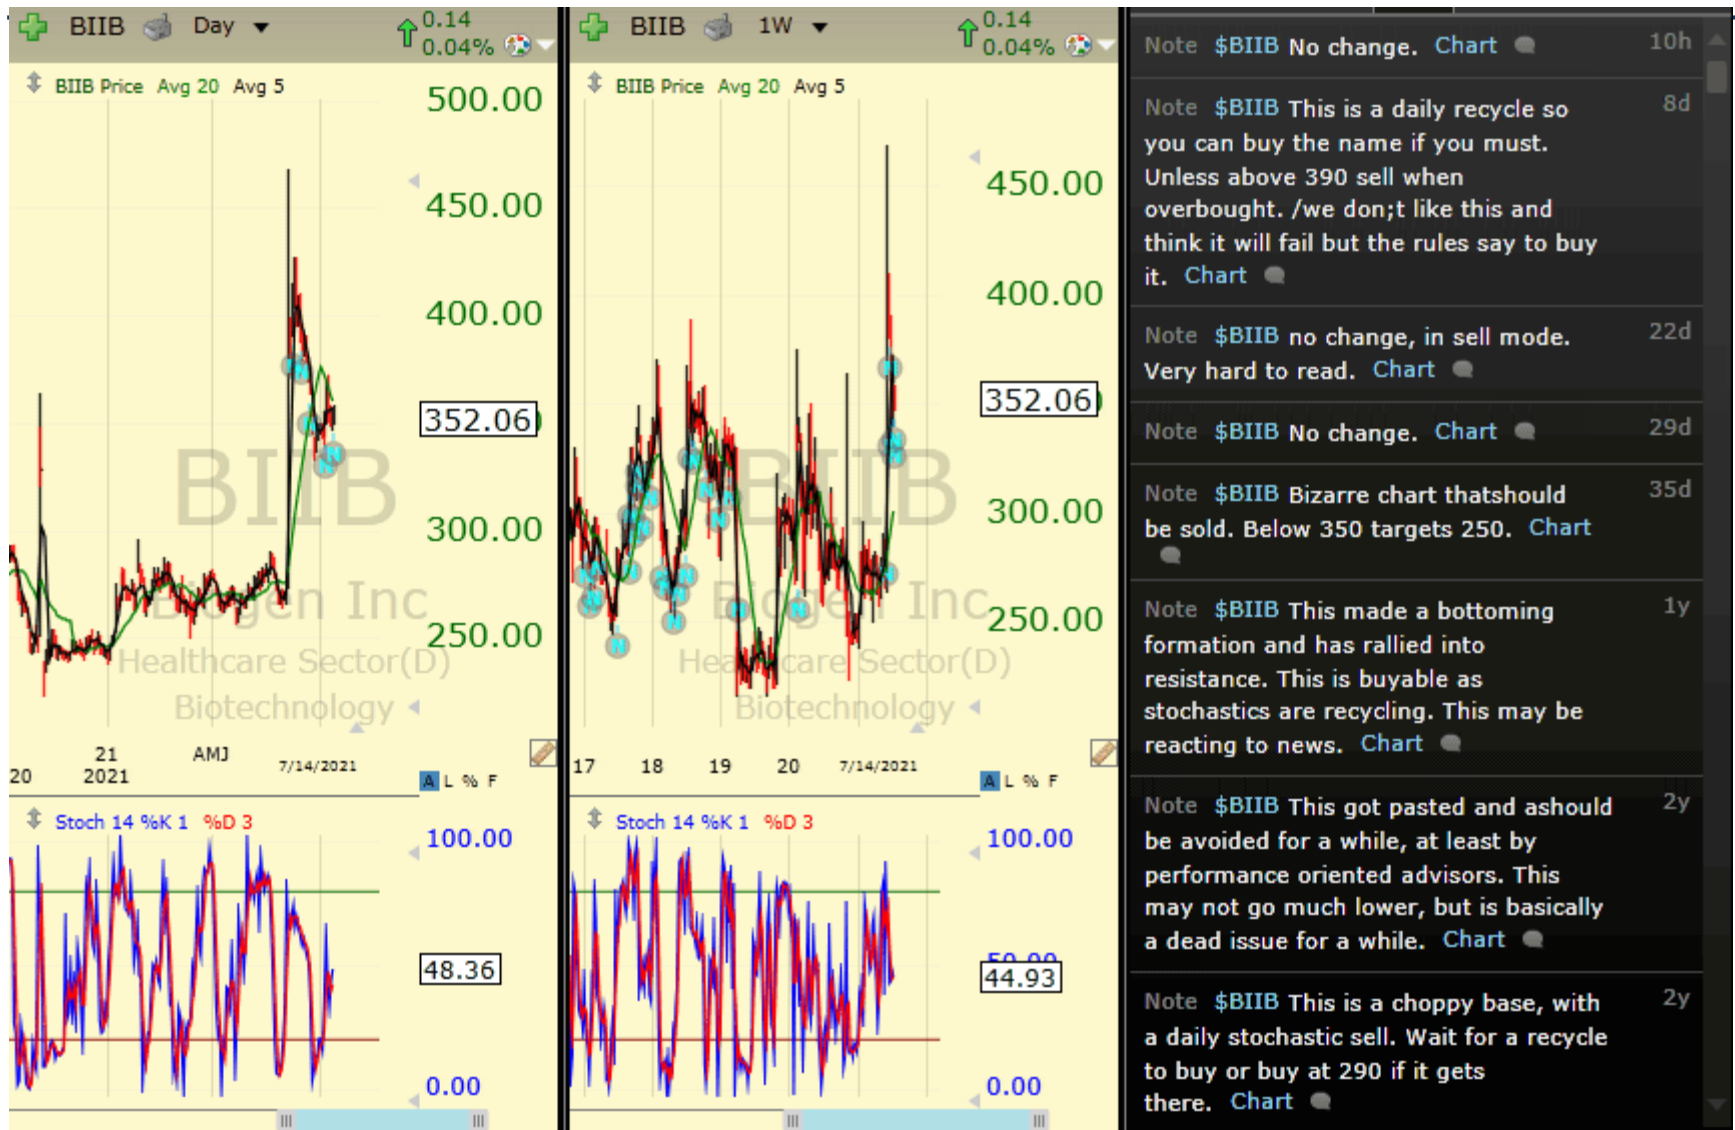 BIIB Day
0.14
0.04%
BIIB Price Avg 20 Avg 5
500.00
450.00
400.00
352.06
300.00
250.00
BIIB
Biogen Inc
Healthcare Sector(D)
Biotechnology
20
21
2021
AMJ
7/14/2021
A L % F
Stoch 14 %K 1 %D 3
100.00
48.36
0.00
BIIB 1W
0.14
0.04%
BIIB Price Avg 20 Avg 5
450.00
400.00
352.06
300.00
250.00
BIIB
Biogen Inc
Healthcare Sector(D)
Biotechnology
17 18 19 20 7/14/2021
A L % F
Stoch 14 %K 1 %D 3
100.00
50.00
44.93
0.00
Note $BIIB No change. Chart 10h
Note $BIIB This is a daily recycle so 8d
you can buy the name if you must.
Unless above 390 sell when
overbought. /we don;t like this and
think it will fail but the rules say to buy
it. Chart
Note $BIIB no change, in sell mode. 22d
Very hard to read. Chart
Note $BIIB No change. Chart 29d
Note $BIIB Bizarre chart thatshould 35d
be sold. Below 350 targets 250. Chart
Note $BIIB This made a bottoming 1y
formation and has rallied into
resistance. This is buyable as
stochastics are recycling. This may be
reacting to news. Chart
Note $BIIB This got pasted and ashould 2y
be avoided for a while, at least by
performance oriented advisors. This
may not go much lower, but is basically
a dead issue for a while. Chart
Note $BIIB This is a choppy base, with 2y
a daily stochastic sell. Wait for a recycle
to buy or buy at 290 if it gets
there. Chart